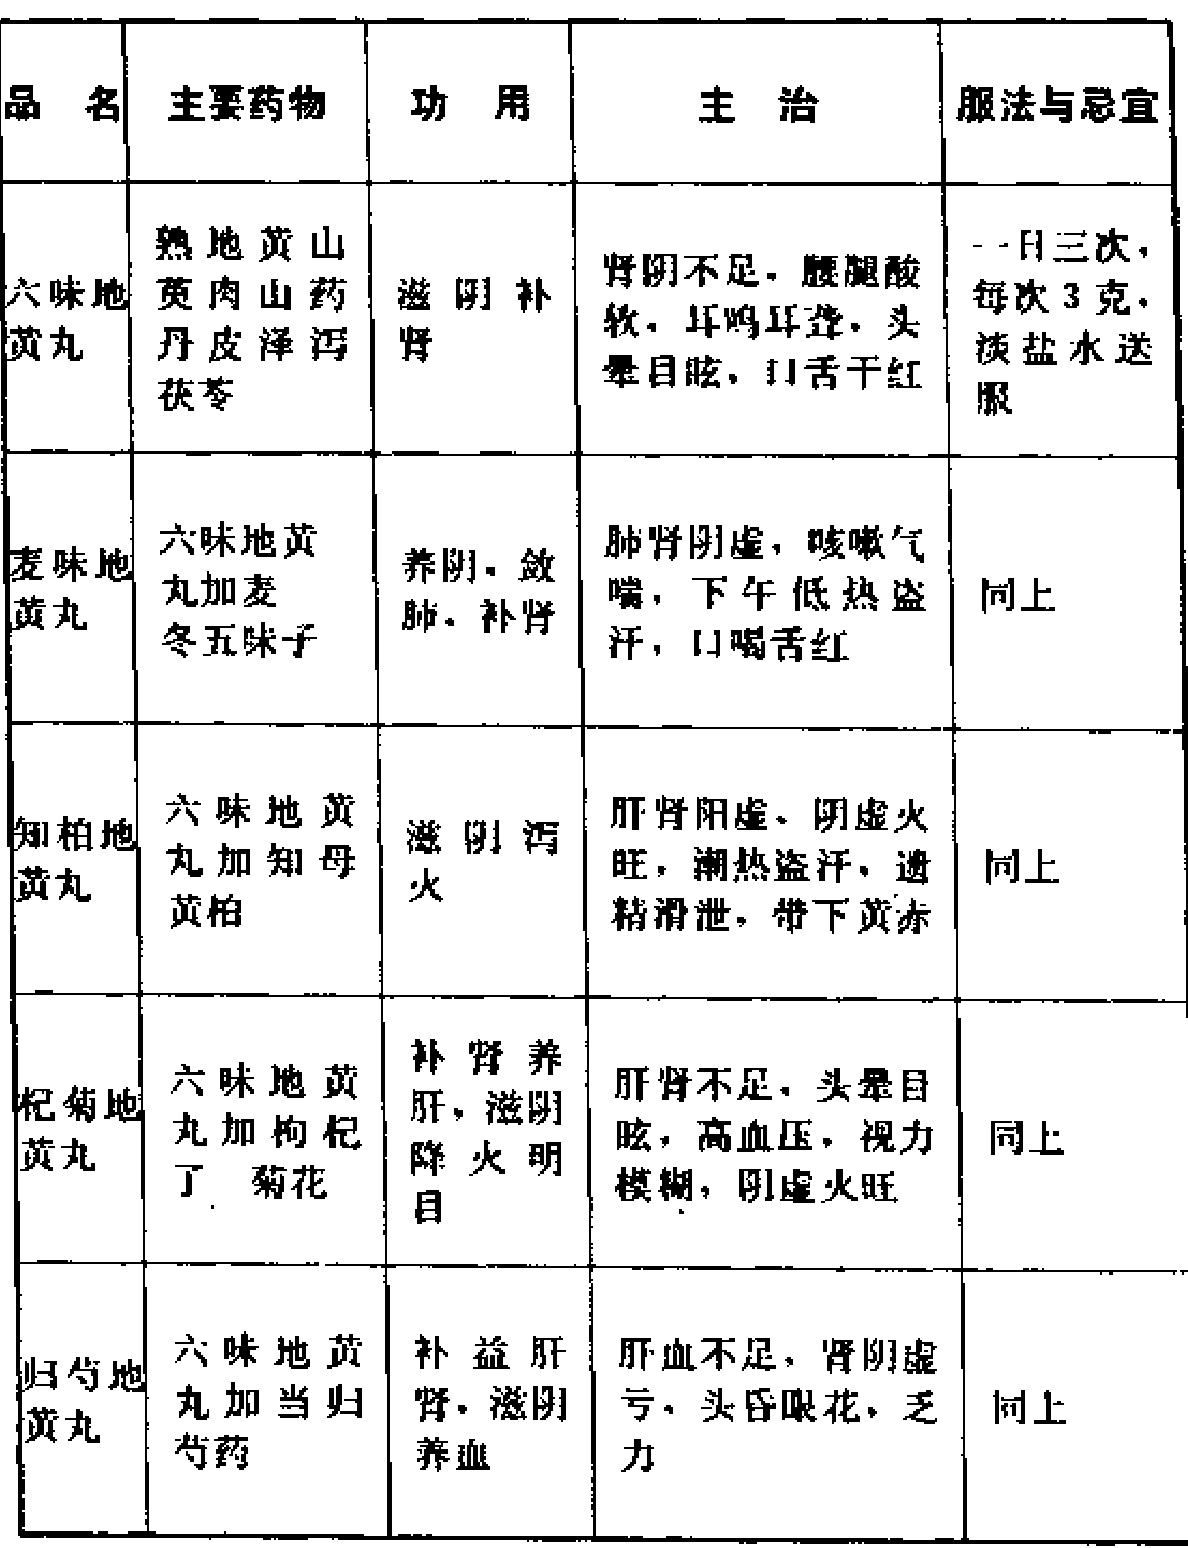 品 名 主要药物 功 用 主 治 服法与忌宜
六味地
黄丸
熟地黄山
萸肉山药
丹皮泽泻
茯苓
滋阴补
肾
肾阴不足，腰腿酸
软，耳鸣耳聋，头
晕目眩，口舌干红
一日三次，
每次3克，
淡盐水送
服
麦味地
黄丸
六味地黄
丸加麦
冬五味子
养阴，敛
肺，补肾
肺肾阴虚，咳嗽气
喘，下午低热盗
汗，口喝舌红
同上
知柏地
黄丸
六味地黄
丸加知母
黄柏
滋阴泻
火
肝肾阳虚、阴虚火
旺，潮热盗汗，遗
精滑泄，带下黄赤
同上
杞菊地
黄丸
六味地黄
丸加枸杞
丁 菊花
补肾养
肝，滋阴
降火明
目
肝肾不足，头晕目
眩，高血压，视力
模糊，阴虚火旺
同上
归芍地
黄丸
六味地黄
丸加当归
芍药
补益肝
肾，滋阴
养血
肝血不足，肾阴虚
亏，头昏眼花，乏
力
同上